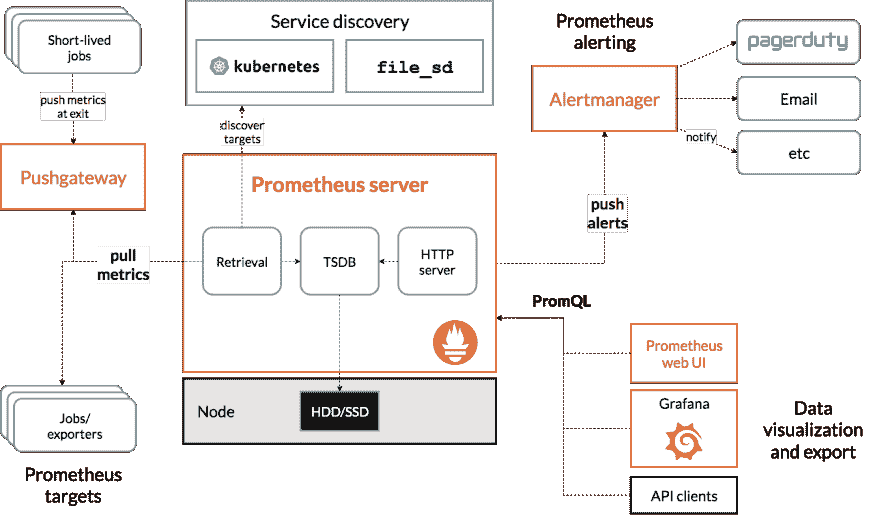 Short-lived
jobs
push metrics
at exit
Pushgateway
Service discovery
kubernetes
file_sd
discover
targets
Prometheus
alerting
Alertmanager
pagerduty
Email
etc
notify
push
alerts
Prometheus server
Retrieval
TSDB
HTTP
server
pull
metrics
Node
HDD/SSD
Jobs/
exporters
Prometheus
targets
PromQL
Prometheus
web UI
Grafana
API clients
Data
visualization
and export